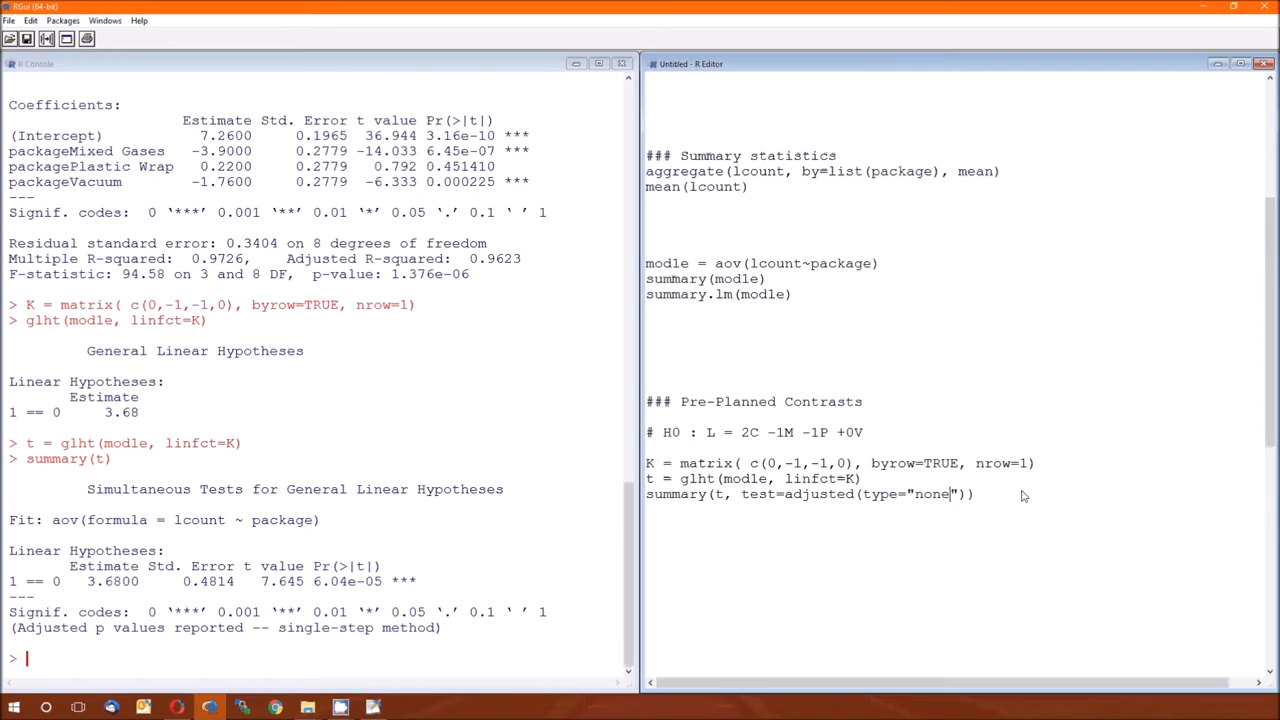 RGui (64-bit)
File Edit Packages Windows Help
R Console
Coefficients:
Estimate Std. Error t value Pr(>|t|)
(Intercept) 7.2600 0.1965 36.944 3.16e-10 ***
packageMixed Gases -3.9000 0.2779 -14.033 6.45e-07 ***
packagePlastic Wrap 0.2200 0.2779 0.792 0.451410
packageVacuum -1.7600 0.2779 -6.333 0.000225 ***
---
Signif. codes: 0 ‘***’ 0.001 ‘**’ 0.01 ‘*’ 0.05 ‘.’ 0.1 ‘ ’ 1
Residual standard error: 0.3404 on 8 degrees of freedom
Multiple R-squared: 0.9726, Adjusted R-squared: 0.9623
F-statistic: 94.58 on 3 and 8 DF, p-value: 1.376e-06
> K = matrix( c(0,-1,-1,0), byrow=TRUE, nrow=1)
> glht(mod1e, linfct=K)
General Linear Hypotheses
Linear Hypotheses:
Estimate
1 == 0 3.68
> t = glht(mod1e, linfct=K)
> summary(t)
Simultaneous Tests for General Linear Hypotheses
Fit: aov(formula = lcount ~ package)
Linear Hypotheses:
Estimate Std. Error t value Pr(>|t|)
1 == 0 3.6800 0.4814 7.645 6.04e-05 ***
---
Signif. codes: 0 ‘***’ 0.001 ‘**’ 0.01 ‘*’ 0.05 ‘.’ 0.1 ‘ ’ 1
(Adjusted p values reported -- single-step method)
>
Untitled - R Editor
### Summary statistics
aggregate(lcount, by=list(package), mean)
mean(lcount)
mod1e = aov(lcount~package)
summary(mod1e)
summary.lm(mod1e)
### Pre-Planned Contrasts
# H0 : L = 2C -1M -1P +0V
K = matrix( c(0,-1,-1,0), byrow=TRUE, nrow=1)
t = glht(mod1e, linfct=K)
summary(t, test=adjusted(type="none"))